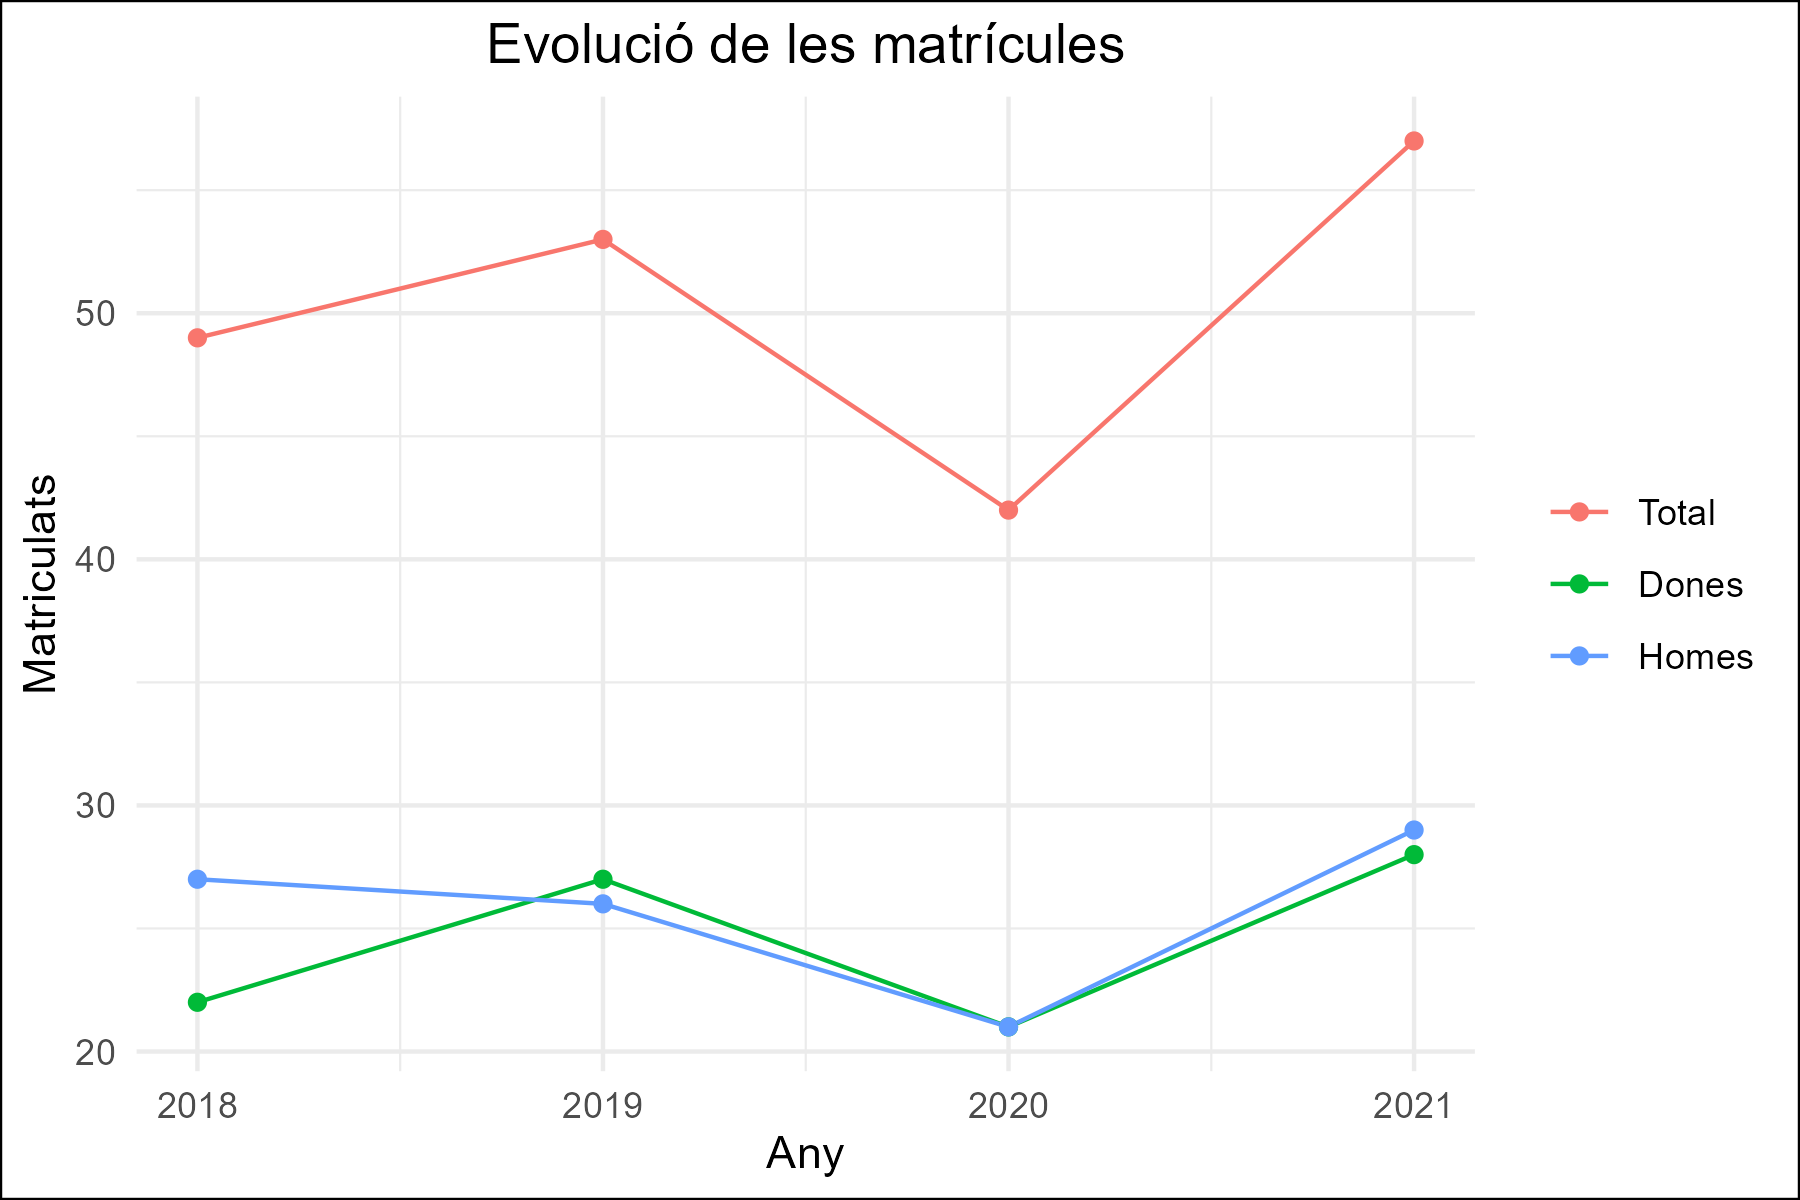 Evolució de les matrícules
Matriculats
50
40
30
20
2018 2019 2020 2021
Any
Total
Dones
Homes